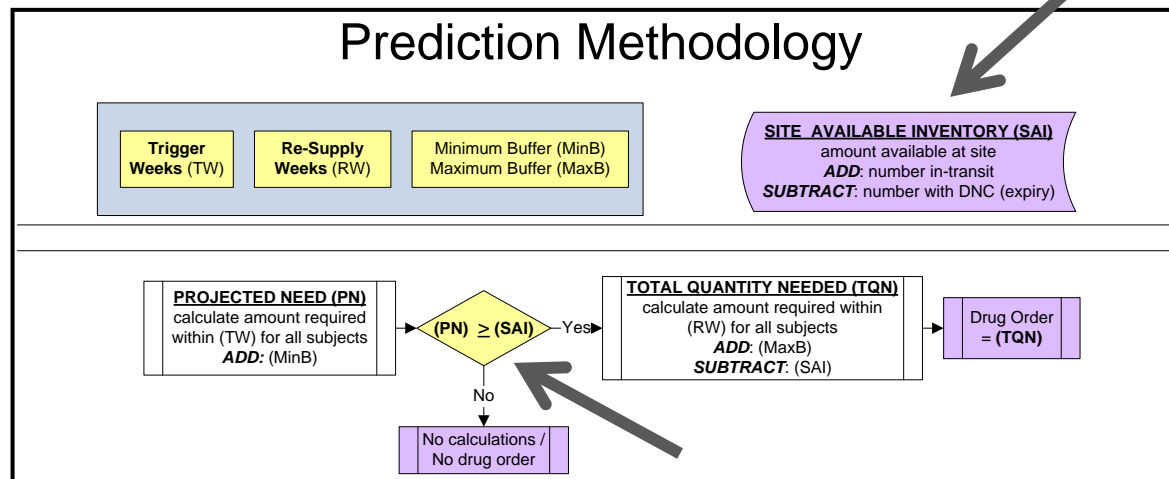 Prediction Methodology
Trigger
Weeks (TW)
Re-Supply
Weeks (RW)
Minimum Buffer (MinB)
Maximum Buffer (MaxB)
SITE AVAILABLE INVENTORY (SAI)
amount available at site
ADD: number in-transit
SUBTRACT: number with DNC (expiry)
PROJECTED NEED (PN)
calculate amount required
within (TW) for all subjects
ADD: (MinB)
(PN) ≥ (SAI)
Yes
TOTAL QUANTITY NEEDED (TQN)
calculate amount required within
(RW) for all subjects
ADD: (MaxB)
SUBTRACT: (SAI)
Drug Order
= (TQN)
No
No calculations /
No drug order